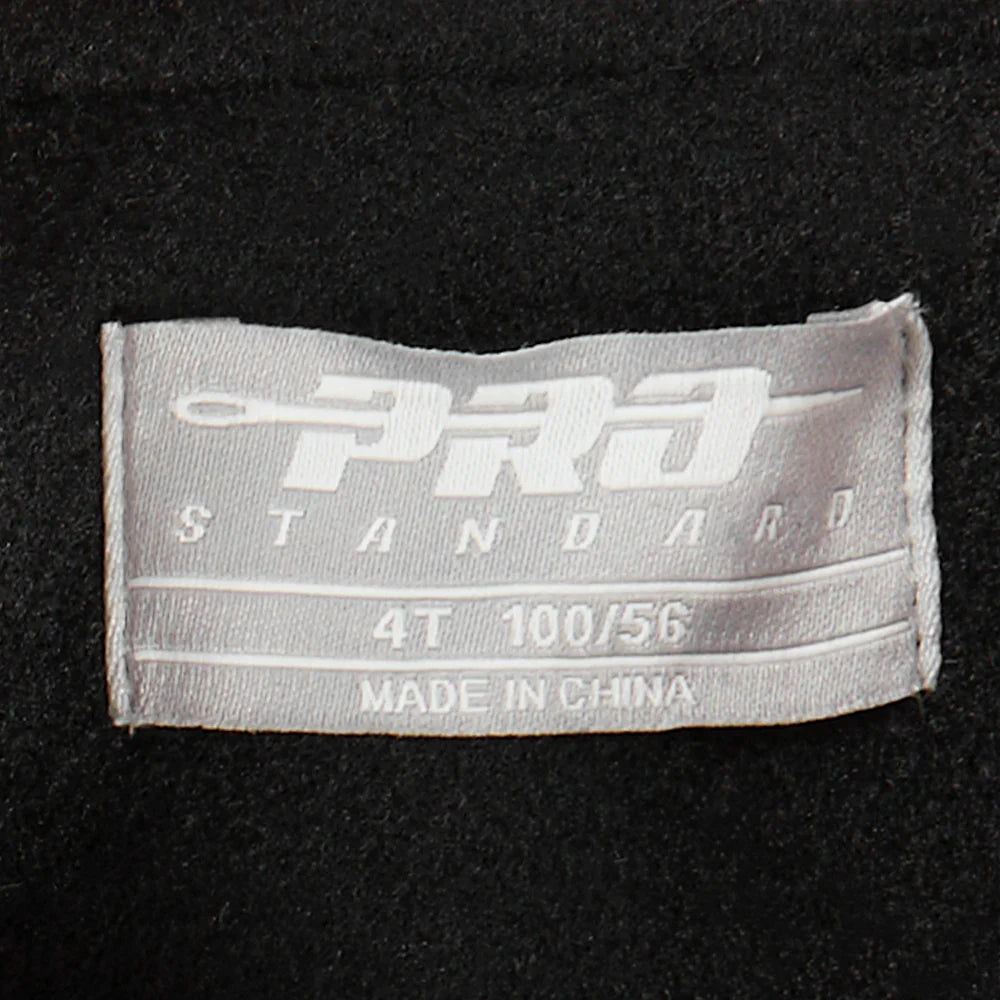 PRO
STANDARD
4T 100/56
MADE IN CHINA